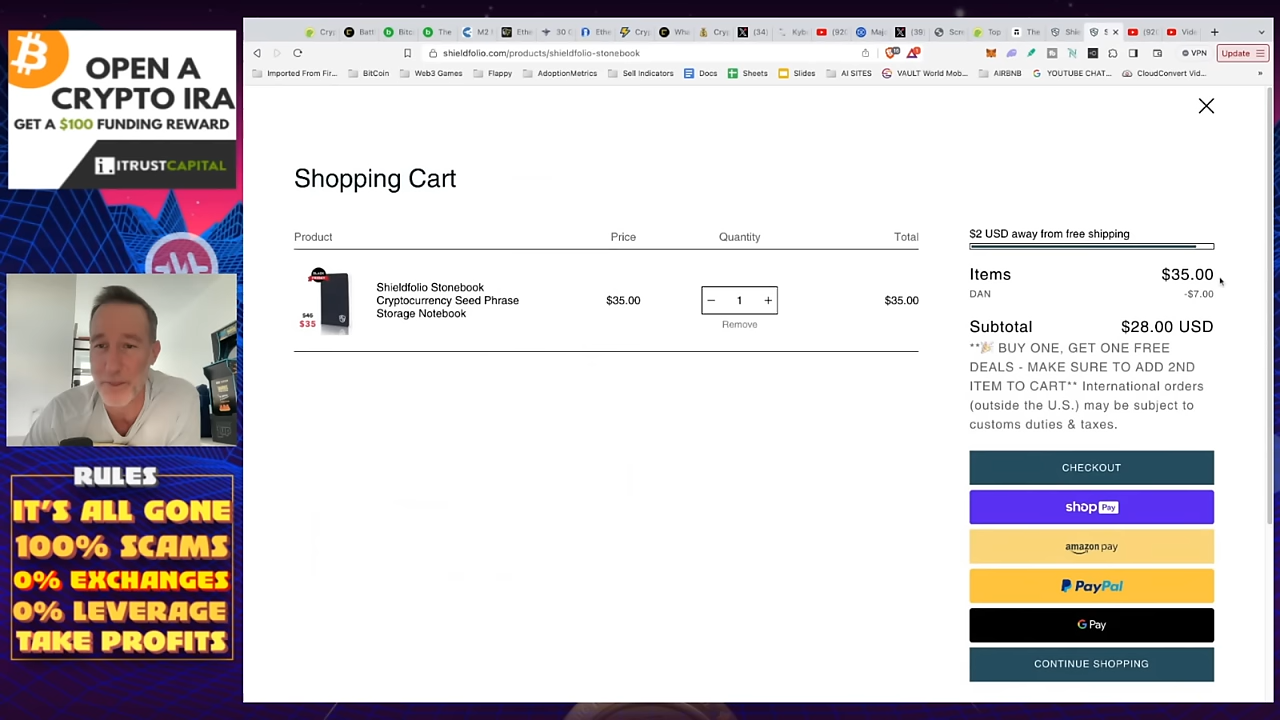 OPEN A
CRYPTO IRA
GET A $100 FUNDING REWARD
i. ITRUSTCAPITAL
RULES
IT'S ALL GONE
100% SCAMS
0% EXCHANGES
0% LEVERAGE
TAKE PROFITS
shieldfolio.com/products/shieldfolio-stonebook
VPN
Update
Imported From Fir...
BitCoin
Web3 Games
Flappy
AdoptionMetrics
Sell Indicators
Docs
Sheets
Slides
AI SITES
VAULT World Mob...
AIRBNB
YOUTUBE CHAT...
CloudConvert Vid...
»
Shopping Cart
Product Price Quantity Total
$35
Shieldfolio Stonebook
Cryptocurrency Seed Phrase
Storage Notebook
$35.00
− 1 +
Remove
$35.00
$2 USD away from free shipping
Items $35.00
DAN -$7.00
Subtotal $28.00 USD
**🎉 BUY ONE, GET ONE FREE
DEALS - MAKE SURE TO ADD 2ND
ITEM TO CART** International orders
(outside the U.S.) may be subject to
customs duties & taxes.
CHECKOUT
shop Pay
amazon pay
PayPal
G Pay
CONTINUE SHOPPING